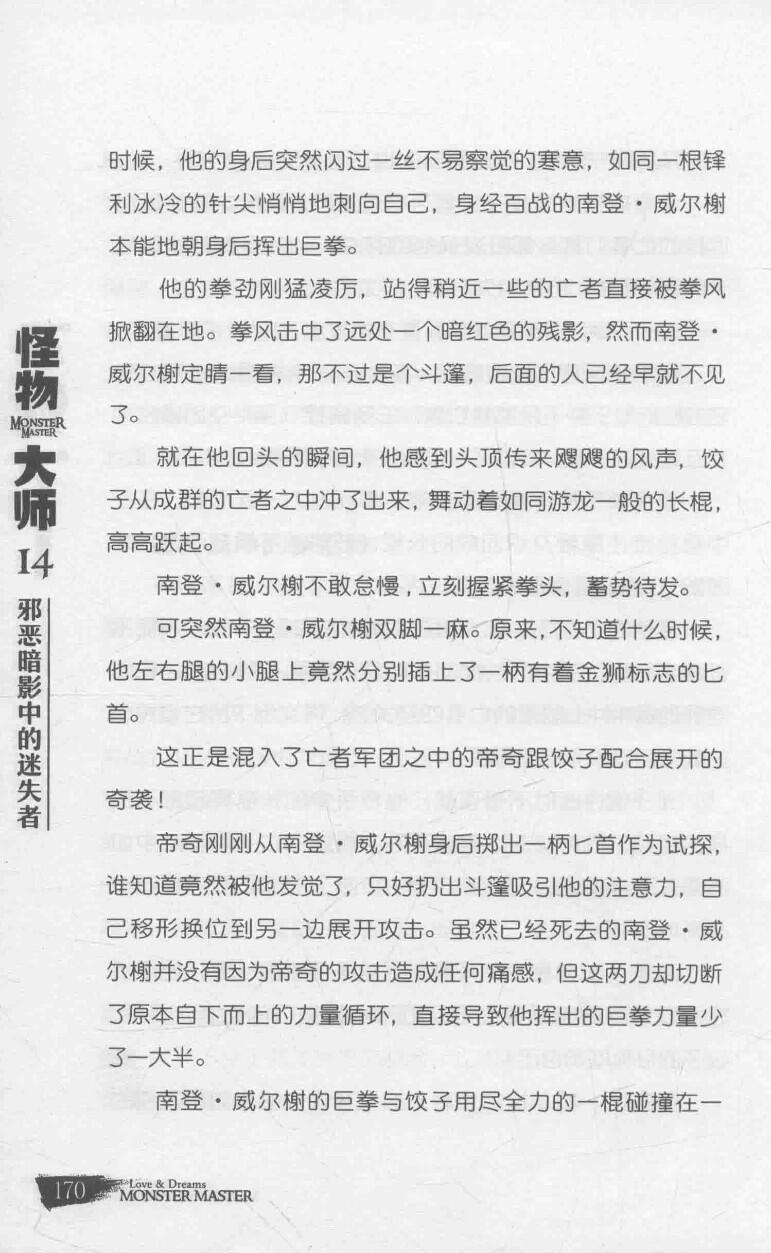 时候，他的身后突然闪过一丝不易察觉的寒意，如同一根锋
利冰冷的针尖悄悄地刺向自己，身经百战的南登·威尔榭
本能地朝身后挥出巨拳。
他的拳劲刚猛凌厉，站得稍近一些的亡者直接被拳风
掀翻在地。拳风击中了远处一个暗红色的残影，然而南登·
威尔榭定睛一看，那不过是个斗篷，后面的人已经早就不见
了。
就在他回头的瞬间，他感到头顶传来飕飕的风声，饺
子从成群的亡者之中冲了出来，舞动着如同游龙一般的长棍，
高高跃起。
南登·威尔榭不敢怠慢，立刻握紧拳头，蓄势待发。
可突然南登·威尔榭双脚一麻。原来，不知道什么时候，
他左右腿的小腿上竟然分别插上了一柄有着金狮标志的匕
首。
这正是混入了亡者军团之中的帝奇跟饺子配合展开的
奇袭！
帝奇刚刚从南登·威尔榭身后掷出一柄匕首作为试探，
谁知道竟然被他发觉了，只好扔出斗篷吸引他的注意力，自
己移形换位到另一边展开攻击。虽然已经死去的南登·威
尔榭并没有因为帝奇的攻击造成任何痛感，但这两刀却切断
了原本自下而上的力量循环，直接导致他挥出的巨拳力量少
了一大半。
南登·威尔榭的巨拳与饺子用尽全力的一棍碰撞在一
怪物
MONSTER
MASTER
大师
14
邪恶暗影中的迷失者
170
Love & Dreams
MONSTER MASTER